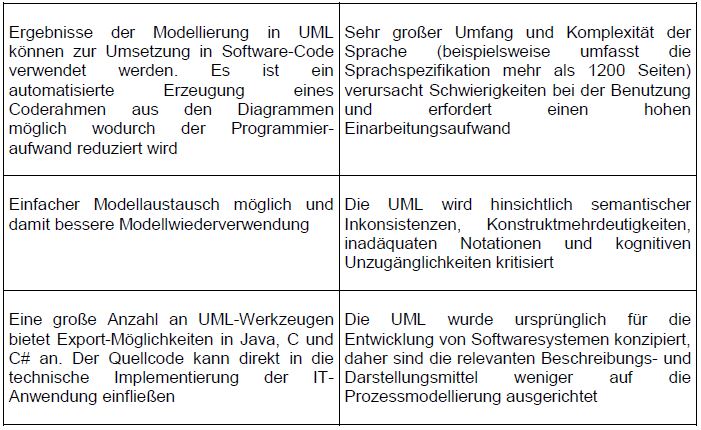 Ergebnisse der Modellierung in UML
können zur Umsetzung in Software-Code
verwendet werden. Es ist ein
automatisierte Erzeugung eines
Coderahmen aus den Diagrammen
möglich wodurch der Programmier-
aufwand reduziert wird
Sehr großer Umfang und Komplexität der
Sprache (beispielsweise umfasst die
Sprachspezifikation mehr als 1200 Seiten)
verursacht Schwierigkeiten bei der Benutzung
und erfordert einen hohen
Einarbeitungsaufwand
Einfacher Modellaustausch möglich und
damit bessere Modellwiederverwendung
Die UML wird hinsichtlich semantischer
Inkonsistenzen, Konstruktmehrdeutigkeiten,
inadäquaten Notationen und kognitiven
Unzugänglichkeiten kritisiert
Eine große Anzahl an UML-Werkzeugen
bietet Export-Möglichkeiten in Java, C und
C# an. Der Quellcode kann direkt in die
technische Implementierung der IT-
Anwendung einfließen
Die UML wurde ursprünglich für die
Entwicklung von Softwaresystemen konzipiert,
daher sind die relevanten Beschreibungs- und
Darstellungsmittel weniger auf die
Prozessmodellierung ausgerichtet